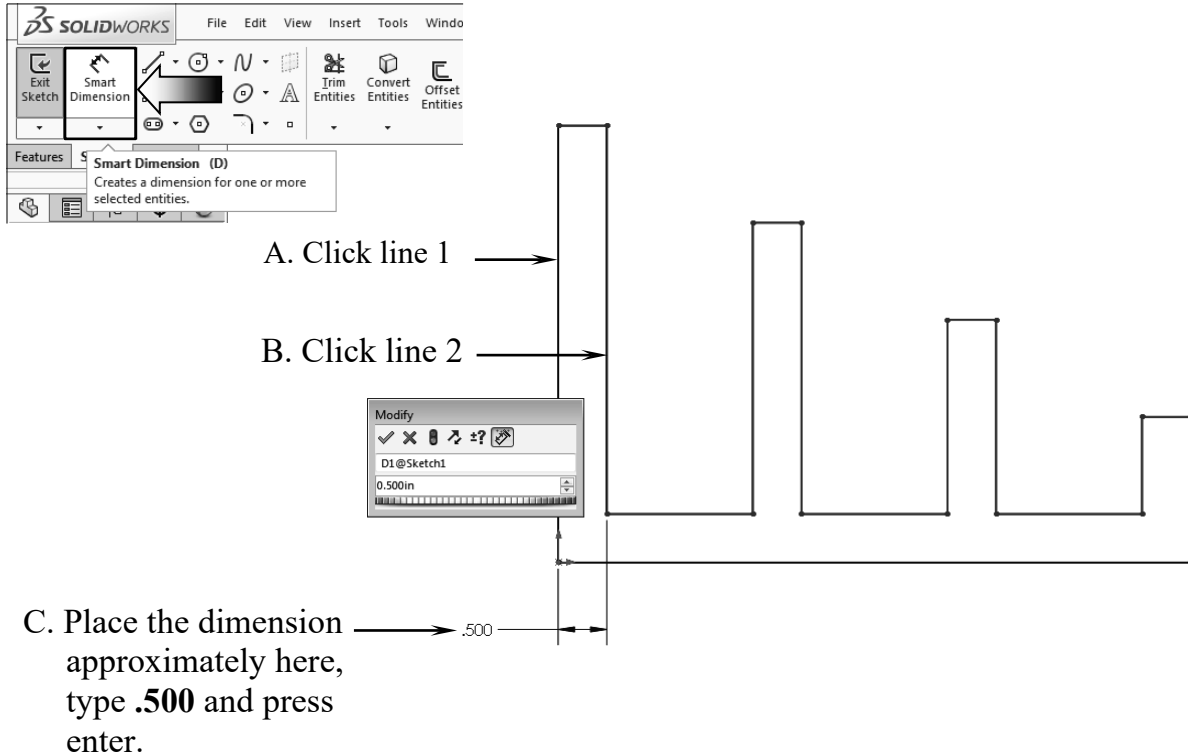 SOLIDWORKS File Edit View Insert Tools Windo
Exit Sketch
Smart Dimension
Trim Entities
Convert Entities
Offset Entities
Features S
Smart Dimension (D)
Creates a dimension for one or more
selected entities.
A. Click line 1
B. Click line 2
Modify
±?
D1@Sketch1
0.500in
C. Place the dimension
approximately here,
type .500 and press
enter.
.500